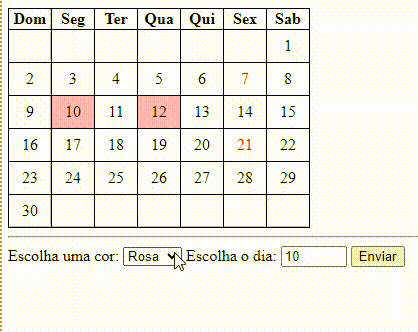 Dom Seg Ter Qua Qui Sex Sab
1
2 3 4 5 6 7 8
9 10 11 12 13 14 15
16 17 18 19 20 21 22
23 24 25 26 27 28 29
30
Escolha uma cor: Rosa Escolha o dia: 10 Enviar